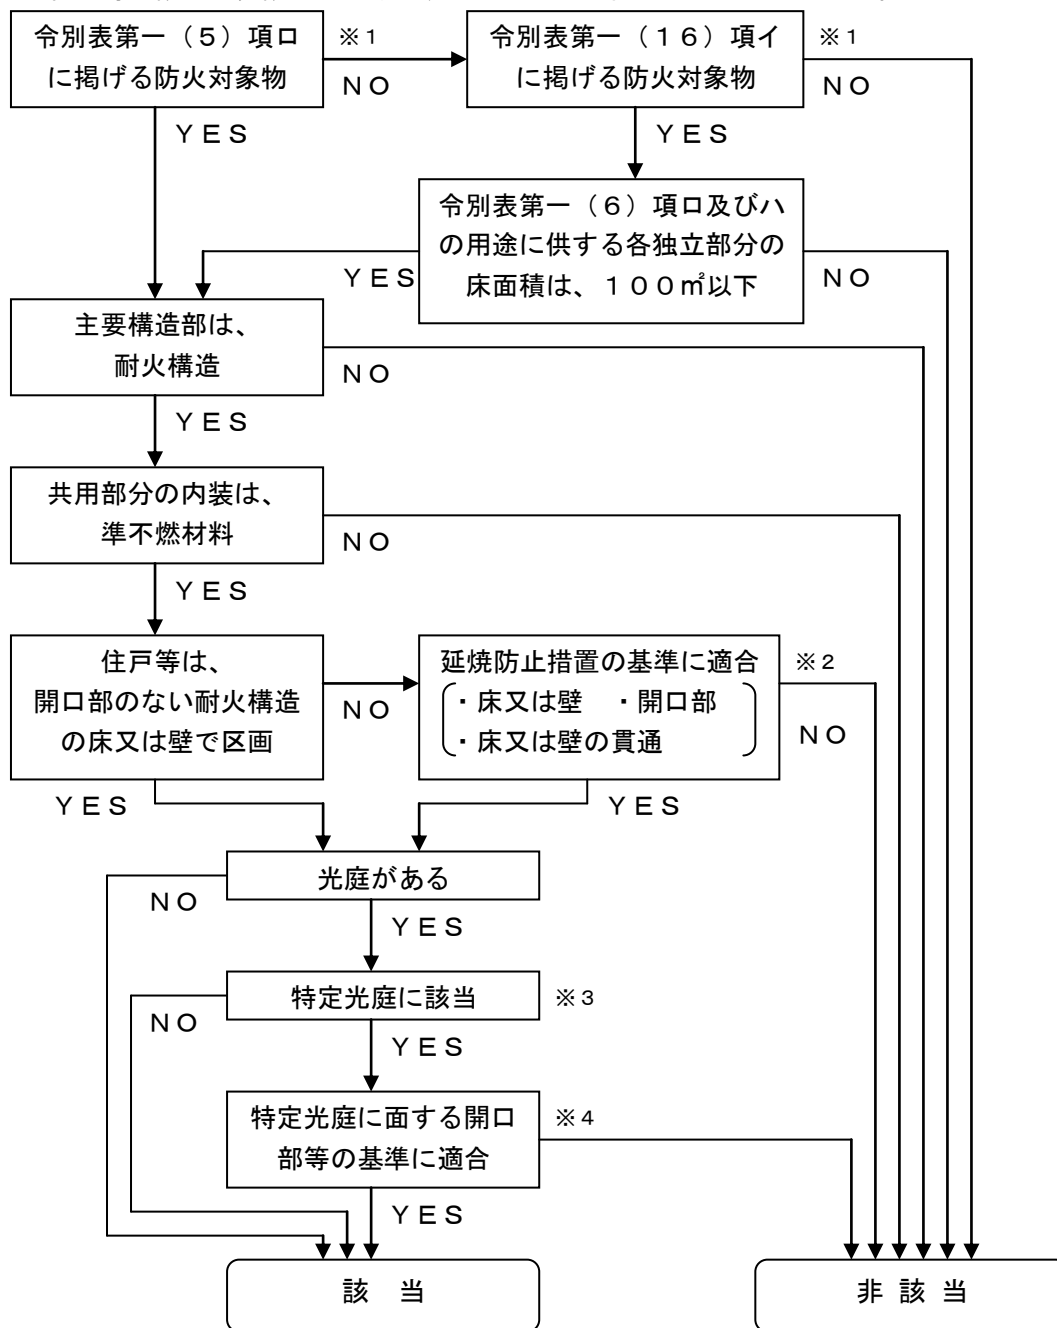 令別表第一（５）項ロ
に掲げる防火対象物
※１
ＮＯ
令別表第一（１６）項イ
に掲げる防火対象物
※１
ＮＯ
ＹＥＳ
ＹＥＳ
令別表第一（６）項ロ及びハ
の用途に供する各独立部分の
床面積は、１００㎡以下
ＹＥＳ
ＮＯ
主要構造部は、
耐火構造
ＮＯ
ＹＥＳ
共用部分の内装は、
準不燃材料
ＮＯ
ＹＥＳ
住戸等は、
開口部のない耐火構造
の床又は壁で区画
ＮＯ
延焼防止措置の基準に適合
・床又は壁　・開口部
・床又は壁の貫通
※２
ＮＯ
ＹＥＳ
ＹＥＳ
光庭がある
ＮＯ
ＹＥＳ
特定光庭に該当
※３
ＮＯ
ＹＥＳ
特定光庭に面する開口
部等の基準に適合
※４
ＹＥＳ
該　当
非 該 当